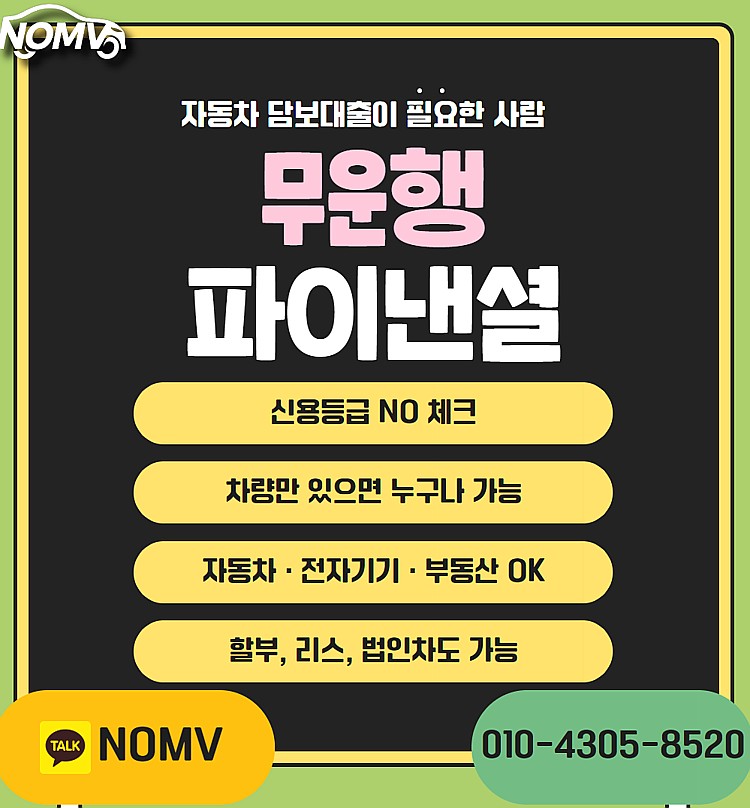 NOMV
자동차 담보대출이 필요한 사람
무운행
파이낸셜
신용등급 NO 체크
차량만 있으면 누구나 가능
자동차 · 전자기기 · 부동산 OK
할부, 리스, 법인차도 가능
TALK NOMV
010-4305-8520